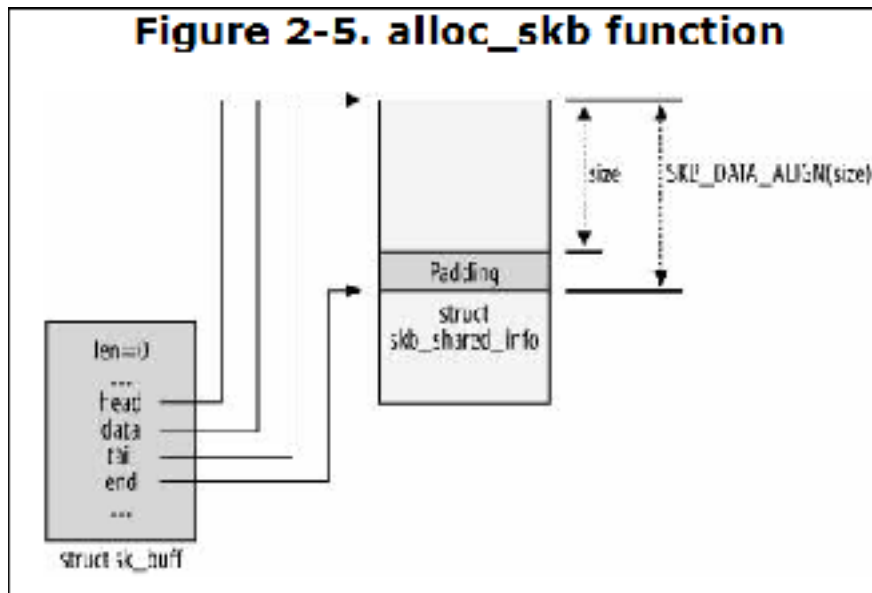 Figure 2-5. alloc_skb function
size
SKB_DATA_ALIGN(size)
Padding
struct
skb_shared_info
len=0
...
head
data
tail
end
...
struct sk_buff